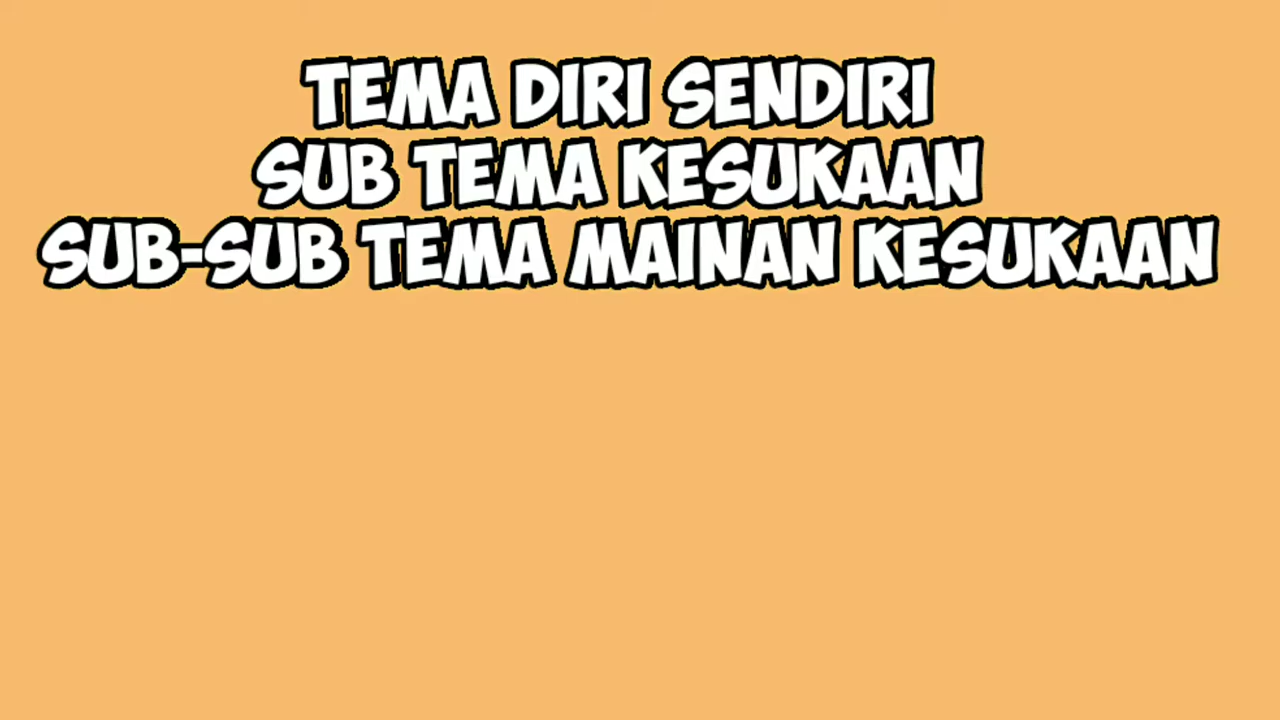 TEMA DIRI SENDIRI
SUB TEMA KESUKAAN
SUB-SUB TEMA MAINAN KESUKAAN